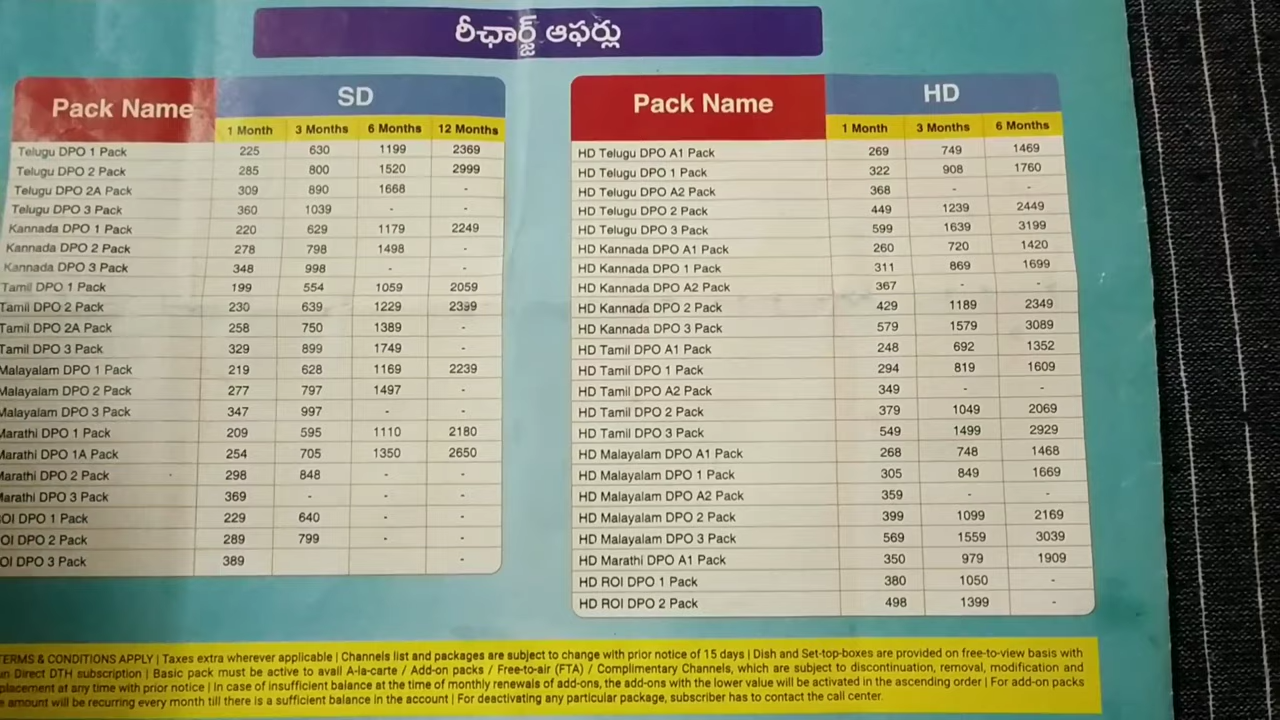 రీఛార్జ్ ఆఫర్లు
Pack Name SD
1 Month 3 Months 6 Months 12 Months
Telugu DPO 1 Pack 225 630 1199 2369
Telugu DPO 2 Pack 285 800 1520 2999
Telugu DPO 2A Pack 309 890 1668 -
Telugu DPO 3 Pack 360 1039 - -
Kannada DPO 1 Pack 220 629 1179 2249
Kannada DPO 2 Pack 278 798 1498 -
Kannada DPO 3 Pack 348 998 - -
Tamil DPO 1 Pack 199 554 1059 2059
Tamil DPO 2 Pack 230 639 1229 2399
Tamil DPO 2A Pack 258 750 1389 -
Tamil DPO 3 Pack 329 899 1749 -
Malayalam DPO 1 Pack 219 628 1169 2239
Malayalam DPO 2 Pack 277 797 1497 -
Malayalam DPO 3 Pack 347 997 - -
Marathi DPO 1 Pack 209 595 1110 2180
Marathi DPO 1A Pack 254 705 1350 2650
Marathi DPO 2 Pack 298 848 - -
Marathi DPO 3 Pack 369 - - -
OI DPO 1 Pack 229 640 - -
OI DPO 2 Pack 289 799 - -
OI DPO 3 Pack 389 -
Pack Name HD
1 Month 3 Months 6 Months
HD Telugu DPO A1 Pack 269 749 1469
HD Telugu DPO 1 Pack 322 908 1760
HD Telugu DPO A2 Pack 368 - -
HD Telugu DPO 2 Pack 449 1239 2449
HD Telugu DPO 3 Pack 599 1639 3199
HD Kannada DPO A1 Pack 260 720 1420
HD Kannada DPO 1 Pack 311 869 1699
HD Kannada DPO A2 Pack 367 - -
HD Kannada DPO 2 Pack 429 1189 2349
HD Kannada DPO 3 Pack 579 1579 3089
HD Tamil DPO A1 Pack 248 692 1352
HD Tamil DPO 1 Pack 294 819 1609
HD Tamil DPO A2 Pack 349 - -
HD Tamil DPO 2 Pack 379 1049 2069
HD Tamil DPO 3 Pack 549 1499 2929
HD Malayalam DPO A1 Pack 268 748 1468
HD Malayalam DPO 1 Pack 305 849 1669
HD Malayalam DPO A2 Pack 359 - -
HD Malayalam DPO 2 Pack 399 1099 2169
HD Malayalam DPO 3 Pack 569 1559 3039
HD Marathi DPO A1 Pack 350 979 1909
HD ROI DPO 1 Pack 380 1050 -
HD ROI DPO 2 Pack 498 1399 -
TERMS & CONDITIONS APPLY | Taxes extra wherever applicable | Channels list and packages are subject to change with prior notice of 15 days | Dish and Set-top-boxes are provided on free-to-view basis with
Direct DTH subscription | Basic pack must be active to avail A-la-carte / Add-on packs / Free-to-air (FTA) / Complimentary Channels, which are subject to discontinuation, removal, modification and
placement at any time with prior notice | In case of insufficient balance at the time of monthly renewals of add-ons, the add-ons with the lower value will be activated in the ascending order | For add-on packs
amount will be recurring every month till there is a sufficient balance in the account | For deactivating any particular package, subscriber has to contact the call center.